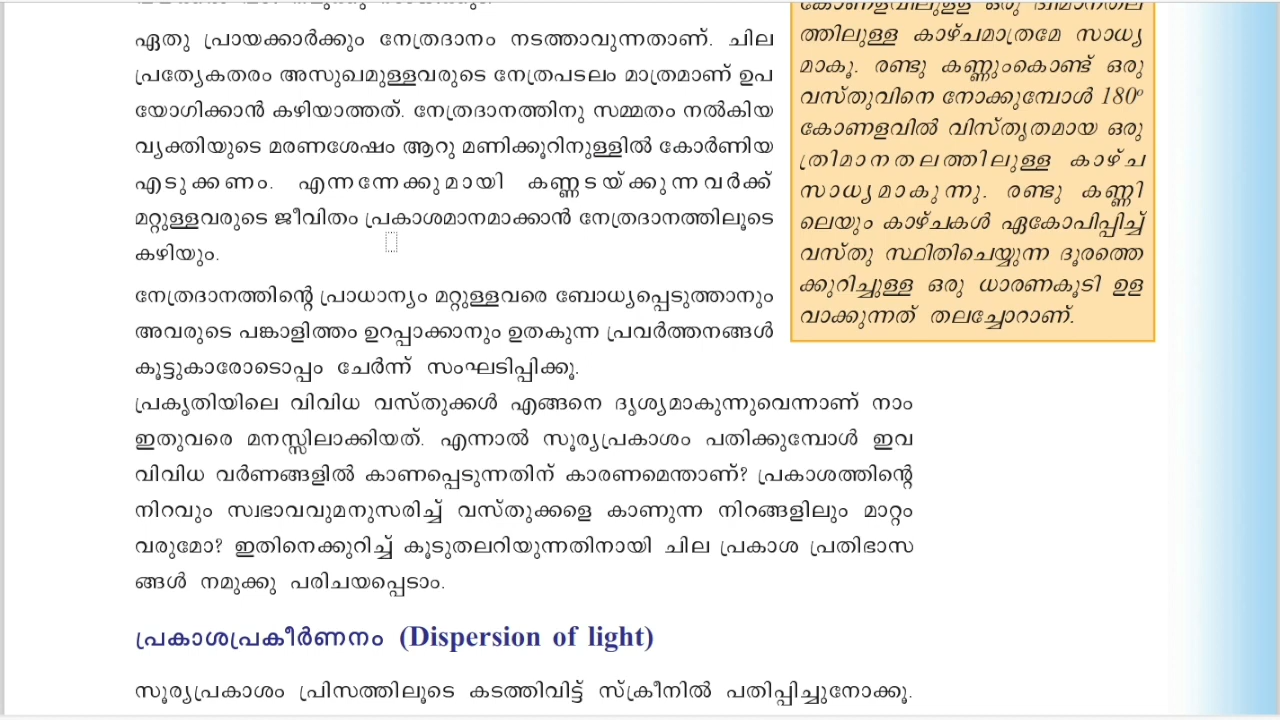 ഏതു പ്രായക്കാർക്കും നേത്രദാനം നടത്താവുന്നതാണ്. ചില
പ്രത്യേകതരം അസുഖമുള്ളവരുടെ നേത്രപടലം മാത്രമാണ് ഉപ
യോഗിക്കാൻ കഴിയാത്തത്. നേത്രദാനത്തിനു സമ്മതം നൽകിയ
വ്യക്തിയുടെ മരണശേഷം ആറു മണിക്കൂറിനുള്ളിൽ കോർണിയ
എടുക്കണം. എന്നന്നേക്കുമായി കണ്ണടയ്ക്കുന്നവർക്ക്
മറ്റുള്ളവരുടെ ജീവിതം പ്രകാശമാനമാക്കാൻ നേത്രദാനത്തിലൂടെ
കഴിയും.
നേത്രദാനത്തിന്റെ പ്രാധാന്യം മറ്റുള്ളവരെ ബോധ്യപ്പെടുത്താനും
അവരുടെ പങ്കാളിത്തം ഉറപ്പാക്കാനും ഉതകുന്ന പ്രവർത്തനങ്ങൾ
കൂട്ടുകാരോടൊപ്പം ചേർന്ന് സംഘടിപ്പിക്കൂ.
പ്രകൃതിയിലെ വിവിധ വസ്തുക്കൾ എങ്ങനെ ദൃശ്യമാകുന്നുവെന്നാണ് നാം
ഇതുവരെ മനസ്സിലാക്കിയത്. എന്നാൽ സൂര്യപ്രകാശം പതിക്കുമ്പോൾ ഇവ
വിവിധ വർണങ്ങളിൽ കാണപ്പെടുന്നതിന് കാരണമെന്താണ്? പ്രകാശത്തിന്റെ
നിറവും സ്വഭാവവുമനുസരിച്ച് വസ്തുക്കളെ കാണുന്ന നിറങ്ങളിലും മാറ്റം
വരുമോ? ഇതിനെക്കുറിച്ച് കൂടുതലറിയുന്നതിനായി ചില പ്രകാശ പ്രതിഭാസ
ങ്ങൾ നമുക്കു പരിചയപ്പെടാം.
പ്രകാശപ്രകീർണനം (Dispersion of light)
സൂര്യപ്രകാശം പ്രിസത്തിലൂടെ കടത്തിവിട്ട് സ്ക്രീനിൽ പതിപ്പിച്ചുനോക്കൂ.
കോണളവിലുള്ള ഒരു ദ്വിമാനതല
ത്തിലുള്ള കാഴ്ചമാത്രമേ സാധ്യ
മാകൂ. രണ്ടു കണ്ണുംകൊണ്ട് ഒരു
വസ്തുവിനെ നോക്കുമ്പോൾ 180º
കോണളവിൽ വിസ്തൃതമായ ഒരു
ത്രിമാനതലത്തിലുള്ള കാഴ്ച
സാധ്യമാകുന്നു. രണ്ടു കണ്ണി
ലെയും കാഴ്ചകൾ ഏകോപിപ്പിച്ച്
വസ്തു സ്ഥിതിചെയ്യുന്ന ദൂരത്തെ
ക്കുറിച്ചുള്ള ഒരു ധാരണകൂടി ഉള
വാക്കുന്നത് തലച്ചോറാണ്.